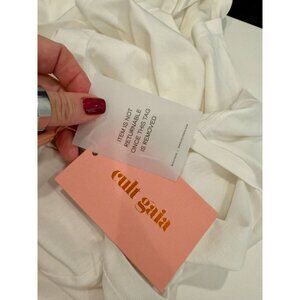 ITEM IS NOT
RETURNABLE
ONCE THIS TAG
IS REMOVED
cult gaia